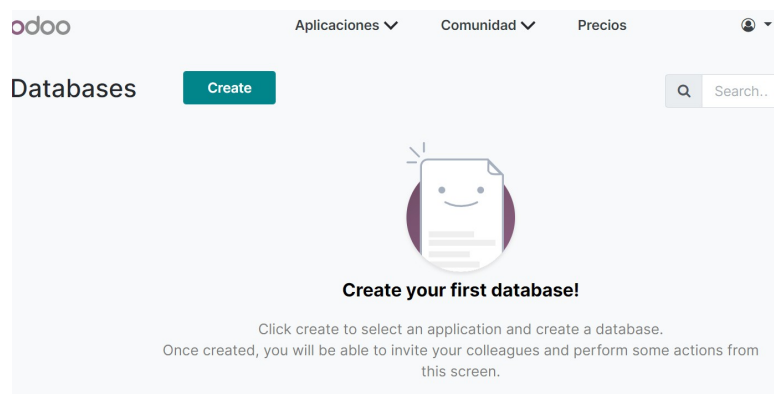 odoo
Aplicaciones
Comunidad
Precios
Databases
Create
Search..
Create your first database!
Click create to select an application and create a database.
Once created, you will be able to invite your colleagues and perform some actions from
this screen.